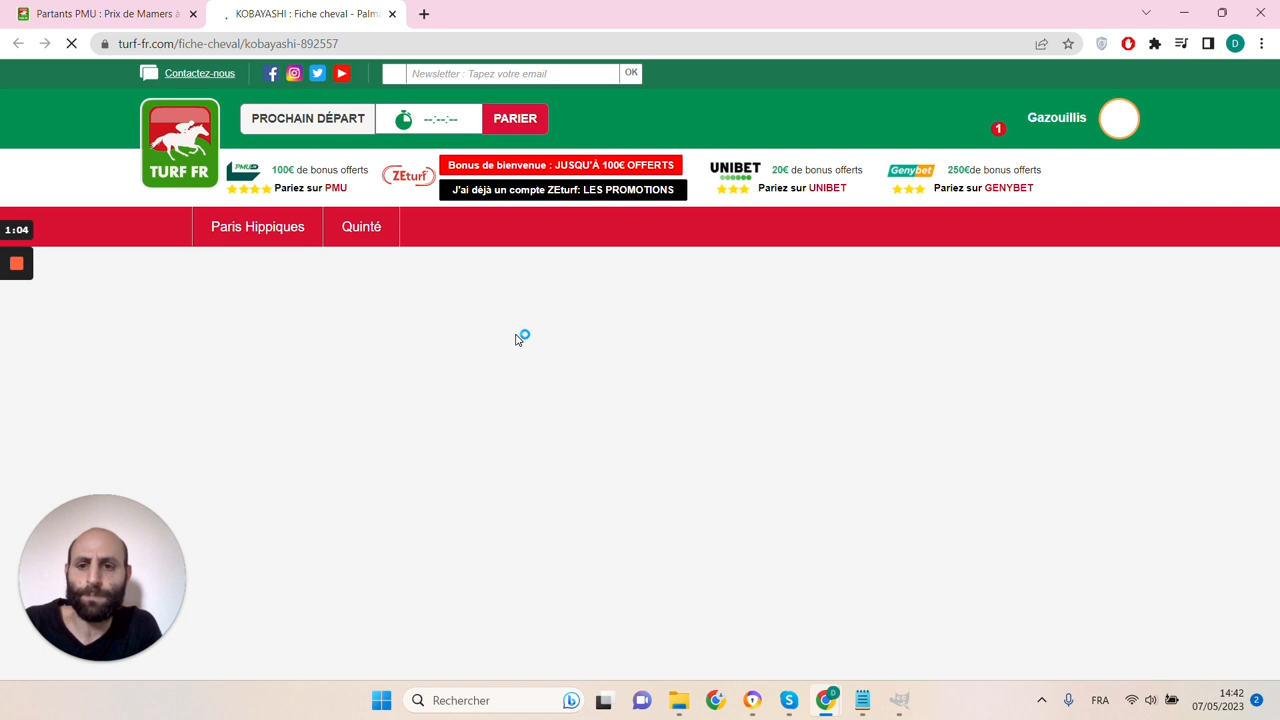 Partants PMU : Prix de Mamers à
KOBAYASHI : Fiche cheval - Palma
turf-fr.com/fiche-cheval/kobayashi-892557
D
Contactez-nous
Newsletter : Tapez votre email
OK
PROCHAIN DÉPART
--:--:--
PARIER
1
Gazouillis
TURF FR
PMU
100€ de bonus offerts
Pariez sur PMU
ZEturf
Bonus de bienvenue : JUSQU'À 100€ OFFERTS
J'ai déjà un compte ZEturf: LES PROMOTIONS
UNIBET
20€ de bonus offerts
Pariez sur UNIBET
Genybet
250€de bonus offerts
Pariez sur GENYBET
Paris Hippiques
Quinté
1:04
Rechercher
D
FRA
14:42
07/05/2023
2